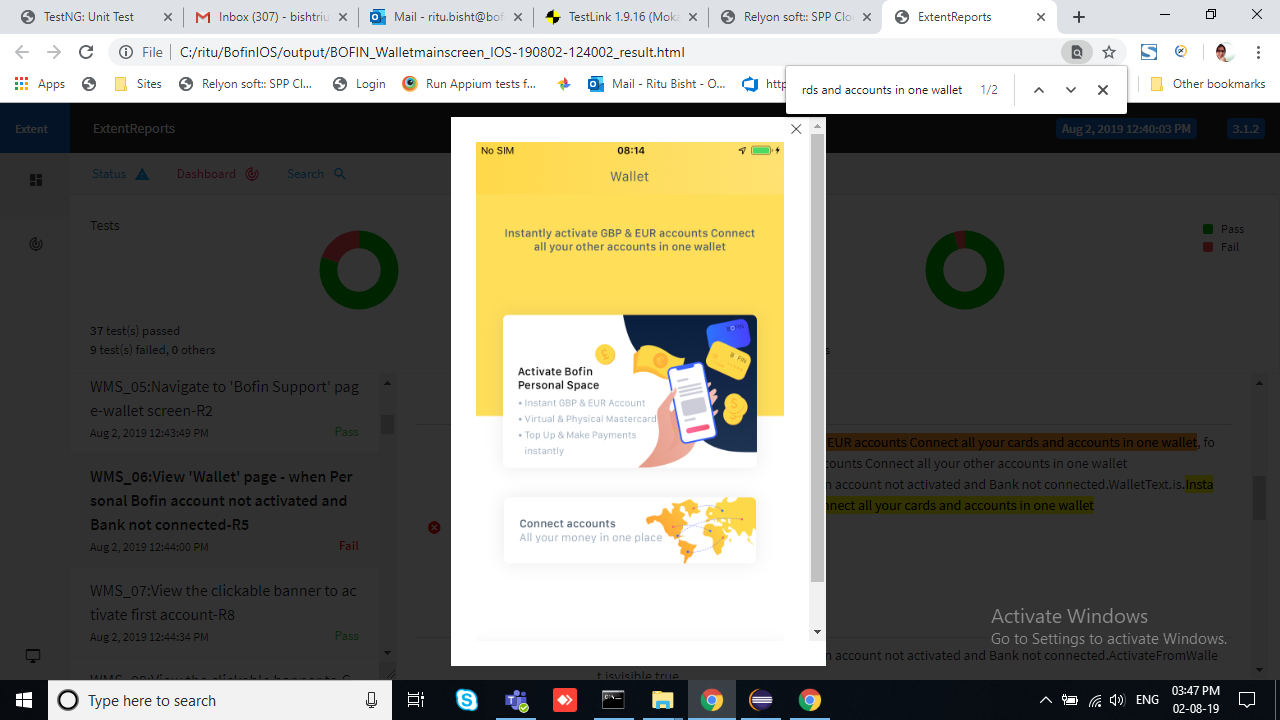 TestNG: Unit Test
Inbox (307) - bishtriu
Mail - ritu.bisht@bof
TestLink 1.9.16 (Moka
Relyon soft:: SPP Clo
ExtentReports
File | C:/ritu/BofinIOS/output/BOFIN_Walletmainscreen_IOS-190802-124002_result.html
Apps
Sites
Relyon soft:: SPP Cl...
Login
Run Appium tests f...
Mail - Ritu Bisht - O...
http
Other bookmarks
rds and accounts in one wallet 1/2
Extent
ExtentReports
Aug 2, 2019 12:40:03 PM
3.1.2
Status
Dashboard
Search
Tests
37 test(s) passed
9 test(s) failed, 0 others
Pass
Fail
WMS_05:Navigate to 'Bofin Support' pag
e-wallet screen-R2
Aug 2, 2019 12:43:49 PM Pass
WMS_06:View 'Wallet' page - when Per
sonal Bofin account not activated and
Bank not connected-R5
Aug 2, 2019 12:44:00 PM Fail
WMS_07:View the clickable banner to ac
tivate first account-R8
Aug 2, 2019 12:44:34 PM Pass
No SIM 08:14
Wallet
Instantly activate GBP & EUR accounts Connect
all your other accounts in one wallet
Activate Bofin
Personal Space
• Instant GBP & EUR Account
• Virtual & Physical Mastercard
• Top Up & Make Payments
instantly
Connect accounts
All your money in one place
s
EUR accounts Connect all your cards and accounts in one wallet, fo
counts Connect all your other accounts in one wallet
n account not activated and Bank not connected.WalletText.is.Insta
nnect all your cards and accounts in one wallet
n account not activated and Bank not connected.ActivateFromWalle
t isvisible true
Activate Windows
Go to Settings to activate Windows.
Type here to search
ENG
03:47 PM
02-08-19